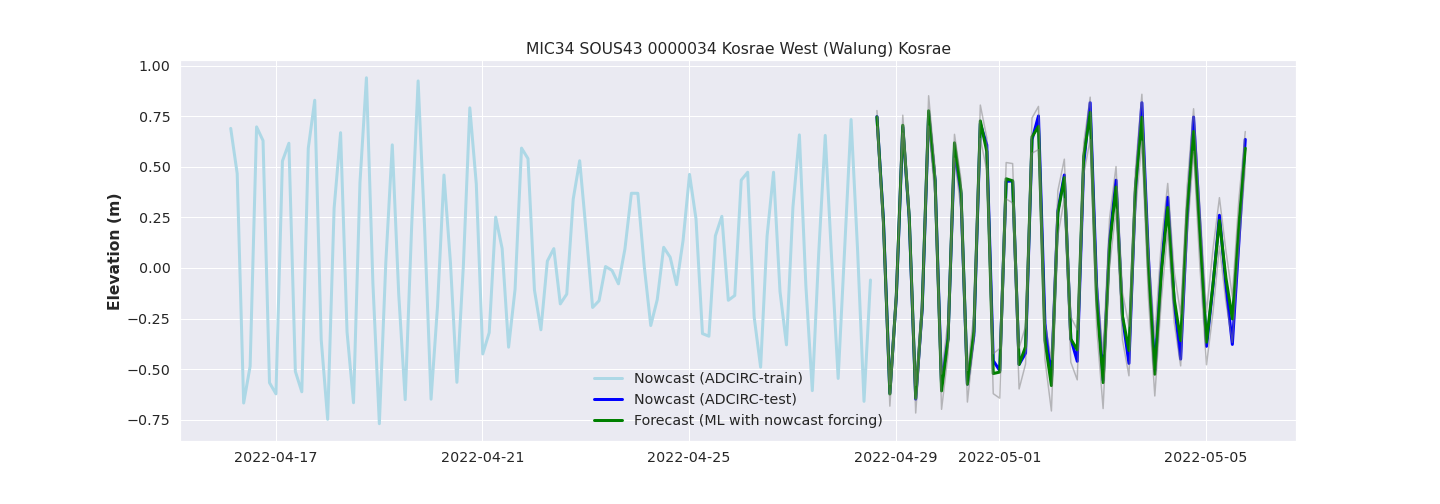 MIC34 SOUS43 0000034 Kosrae West (Walung) Kosrae
1.00
0.75
0.50
0.25
0.00
−0.25
−0.50
−0.75
Elevation (m)
Nowcast (ADCIRC-train)
Nowcast (ADCIRC-test)
Forecast (ML with nowcast forcing)
2022-04-17 2022-04-21 2022-04-25 2022-04-29 2022-05-01 2022-05-05